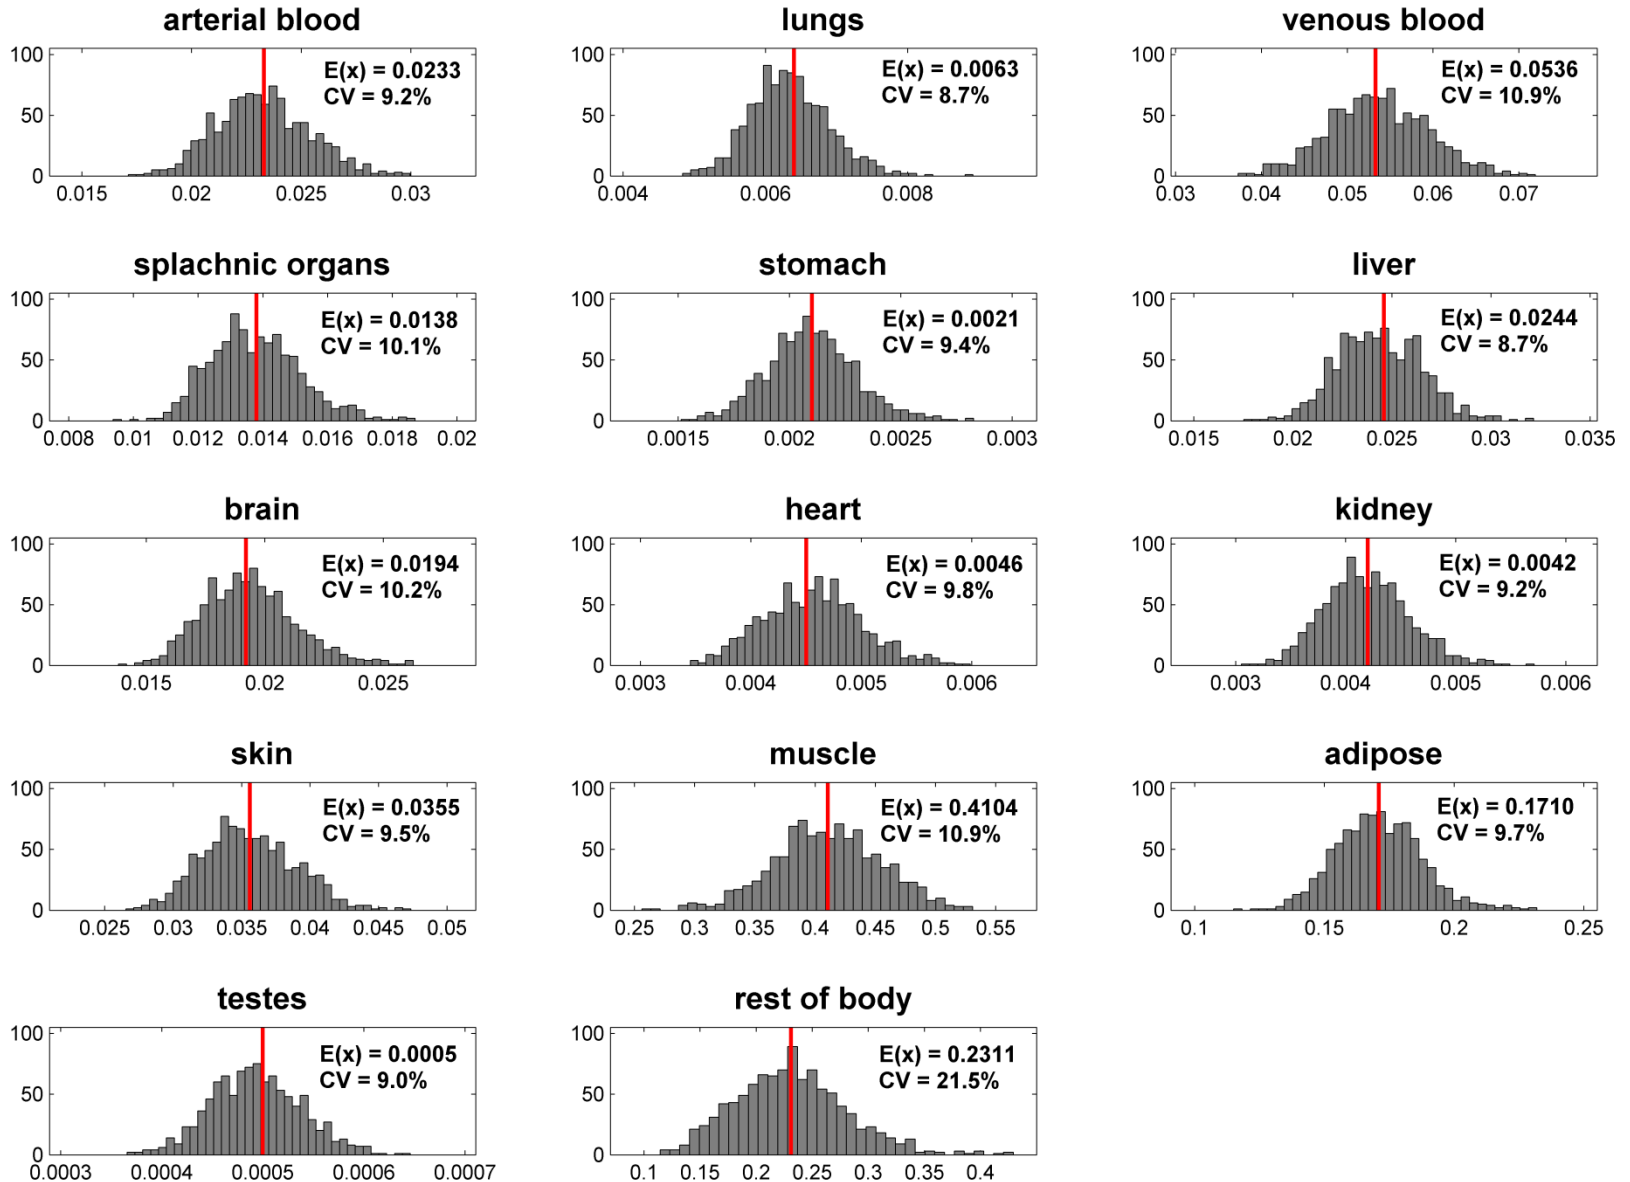 arterial blood
E(x) = 0.0233
CV = 9.2%
100
50
0
0.015 0.02 0.025 0.03
lungs
E(x) = 0.0063
CV = 8.7%
100
50
0
0.004 0.006 0.008
venous blood
E(x) = 0.0536
CV = 10.9%
100
50
0
0.03 0.04 0.05 0.06 0.07
splachnic organs
E(x) = 0.0138
CV = 10.1%
100
50
0
0.008 0.01 0.012 0.014 0.016 0.018 0.02
stomach
E(x) = 0.0021
CV = 9.4%
100
50
0
0.0015 0.002 0.0025 0.003
liver
E(x) = 0.0244
CV = 8.7%
100
50
0
0.015 0.02 0.025 0.03 0.035
brain
E(x) = 0.0194
CV = 10.2%
100
50
0
0.015 0.02 0.025
heart
E(x) = 0.0046
CV = 9.8%
100
50
0
0.003 0.004 0.005 0.006
kidney
E(x) = 0.0042
CV = 9.2%
100
50
0
0.003 0.004 0.005 0.006
skin
E(x) = 0.0355
CV = 9.5%
100
50
0
0.025 0.03 0.035 0.04 0.045 0.05
muscle
E(x) = 0.4104
CV = 10.9%
100
50
0
0.25 0.3 0.35 0.4 0.45 0.5 0.55
adipose
E(x) = 0.1710
CV = 9.7%
100
50
0
0.1 0.15 0.2 0.25
testes
E(x) = 0.0005
CV = 9.0%
100
50
0
0.0003 0.0004 0.0005 0.0006 0.0007
rest of body
E(x) = 0.2311
CV = 21.5%
100
50
0
0.1 0.15 0.2 0.25 0.3 0.35 0.4